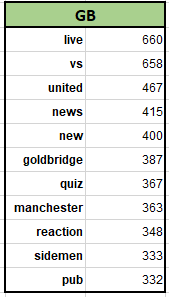 GB
live 660
vs 658
united 467
news 415
new 400
goldbridge 387
quiz 367
manchester 363
reaction 348
sidemen 333
pub 332